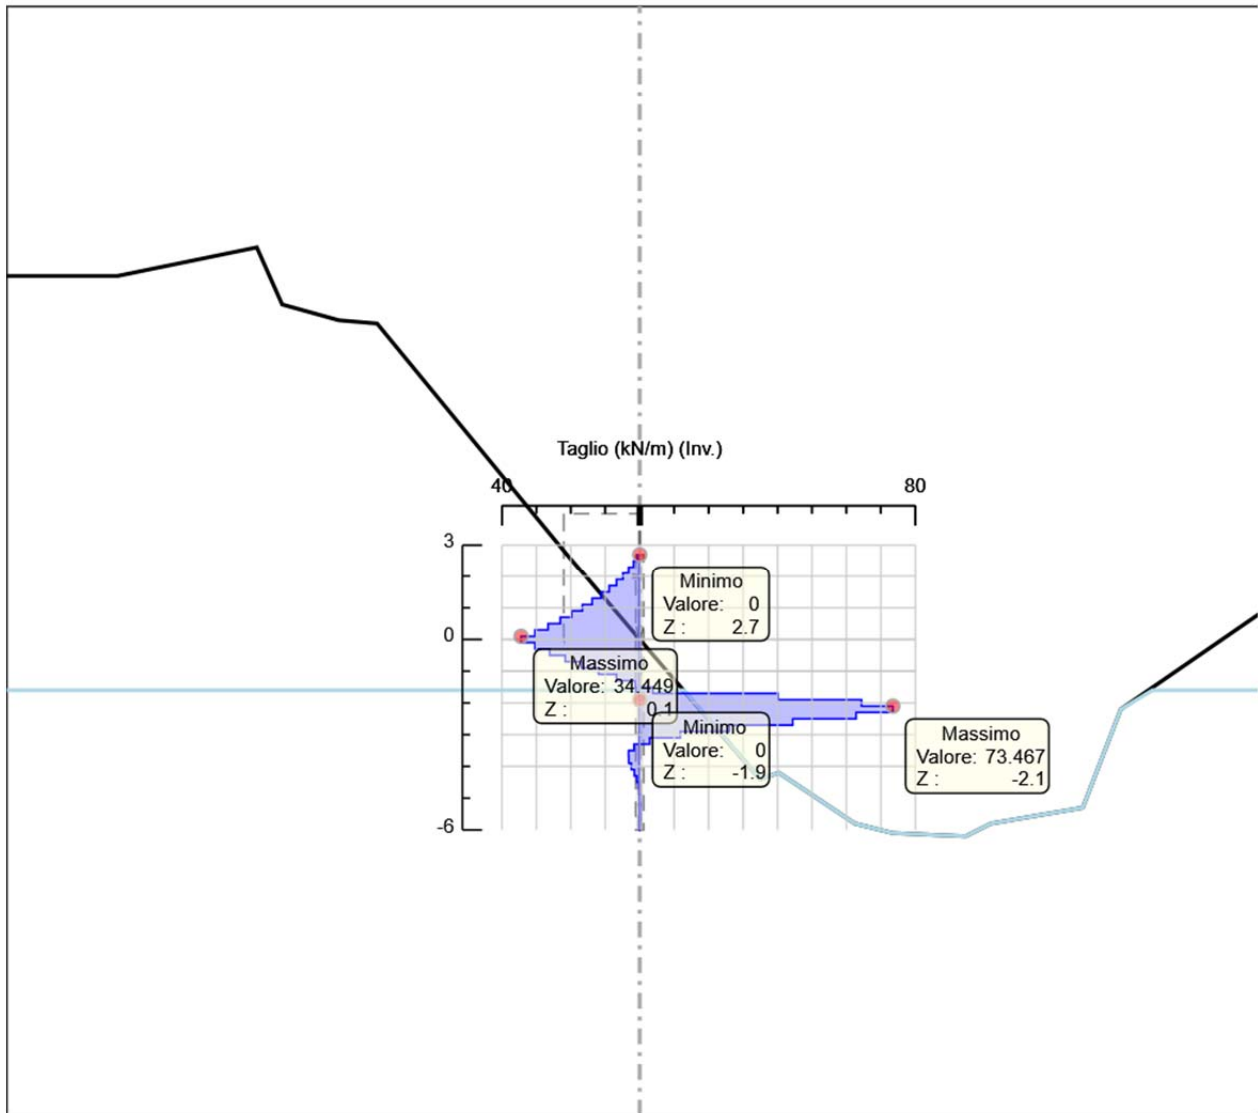 Taglio (kN/m) (Inv.)
40
80
3
0
-6
Minimo
Valore: 0
Z : 2.7
Massimo
Valore: 34.449
Z : 0.1
Minimo
Valore: 0
Z : -1.9
Massimo
Valore: 73.467
Z : -2.1